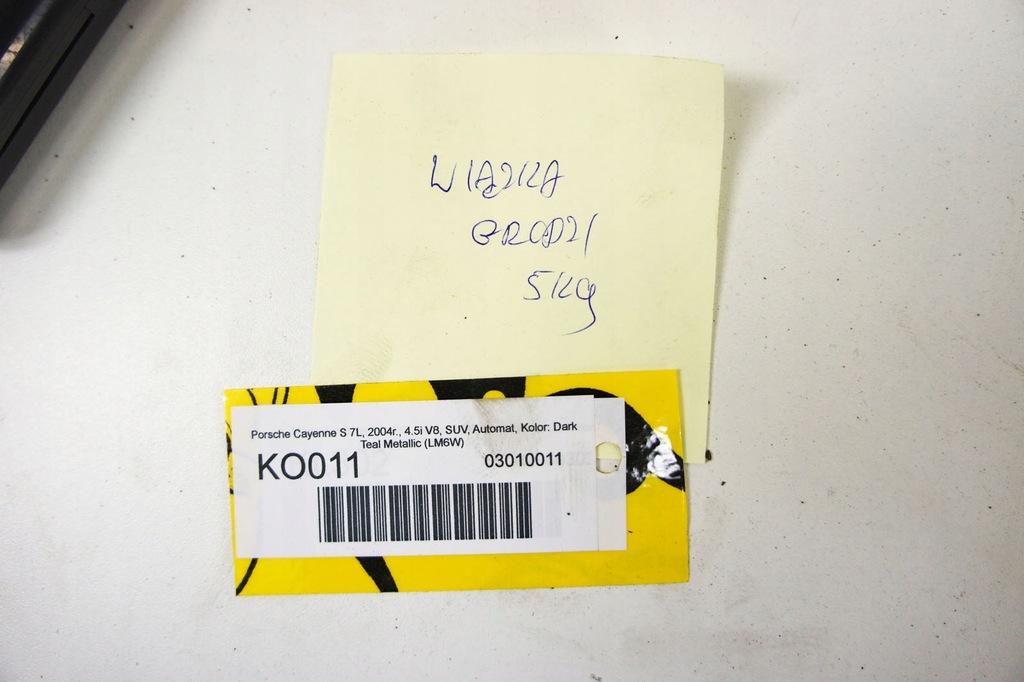 WIĄZKA
GRODZI
5Kg
Porsche Cayenne S 7L, 2004r., 4.5i V8, SUV, Automat, Kolor: Dark
Teal Metallic (LM6W)
KO011 03010011